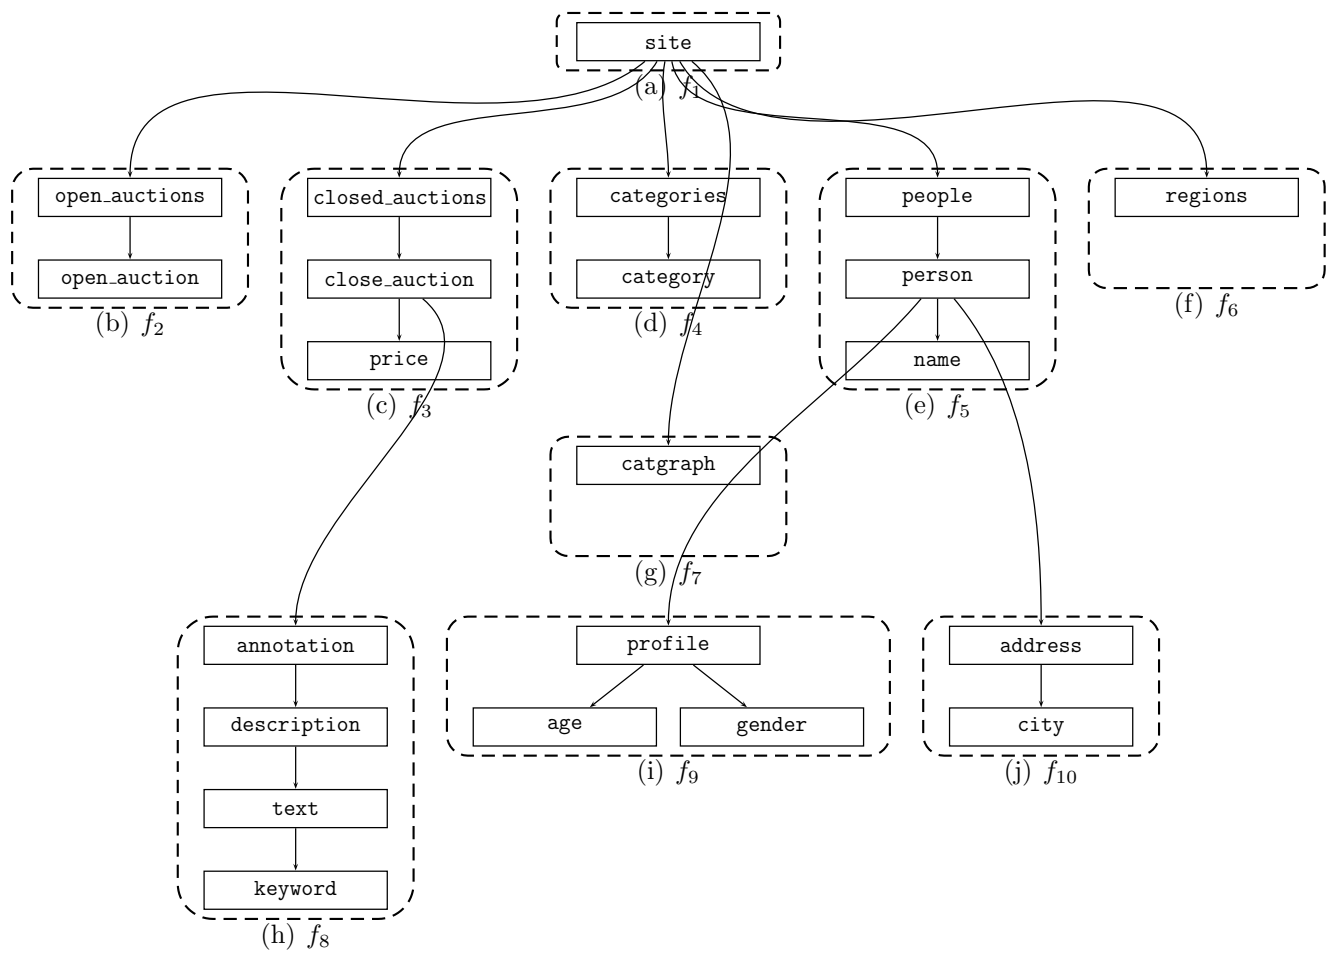 site
(a) f1
open_auctions
closed_auctions
categories
people
regions
open_auction
close_auction
category
person
(b) f2
(d) f4
(f) f6
price
name
(c) f3
(e) f5
catgraph
(g) f7
annotation
profile
address
description
age
gender
city
(i) f9
(j) f10
text
keyword
(h) f8